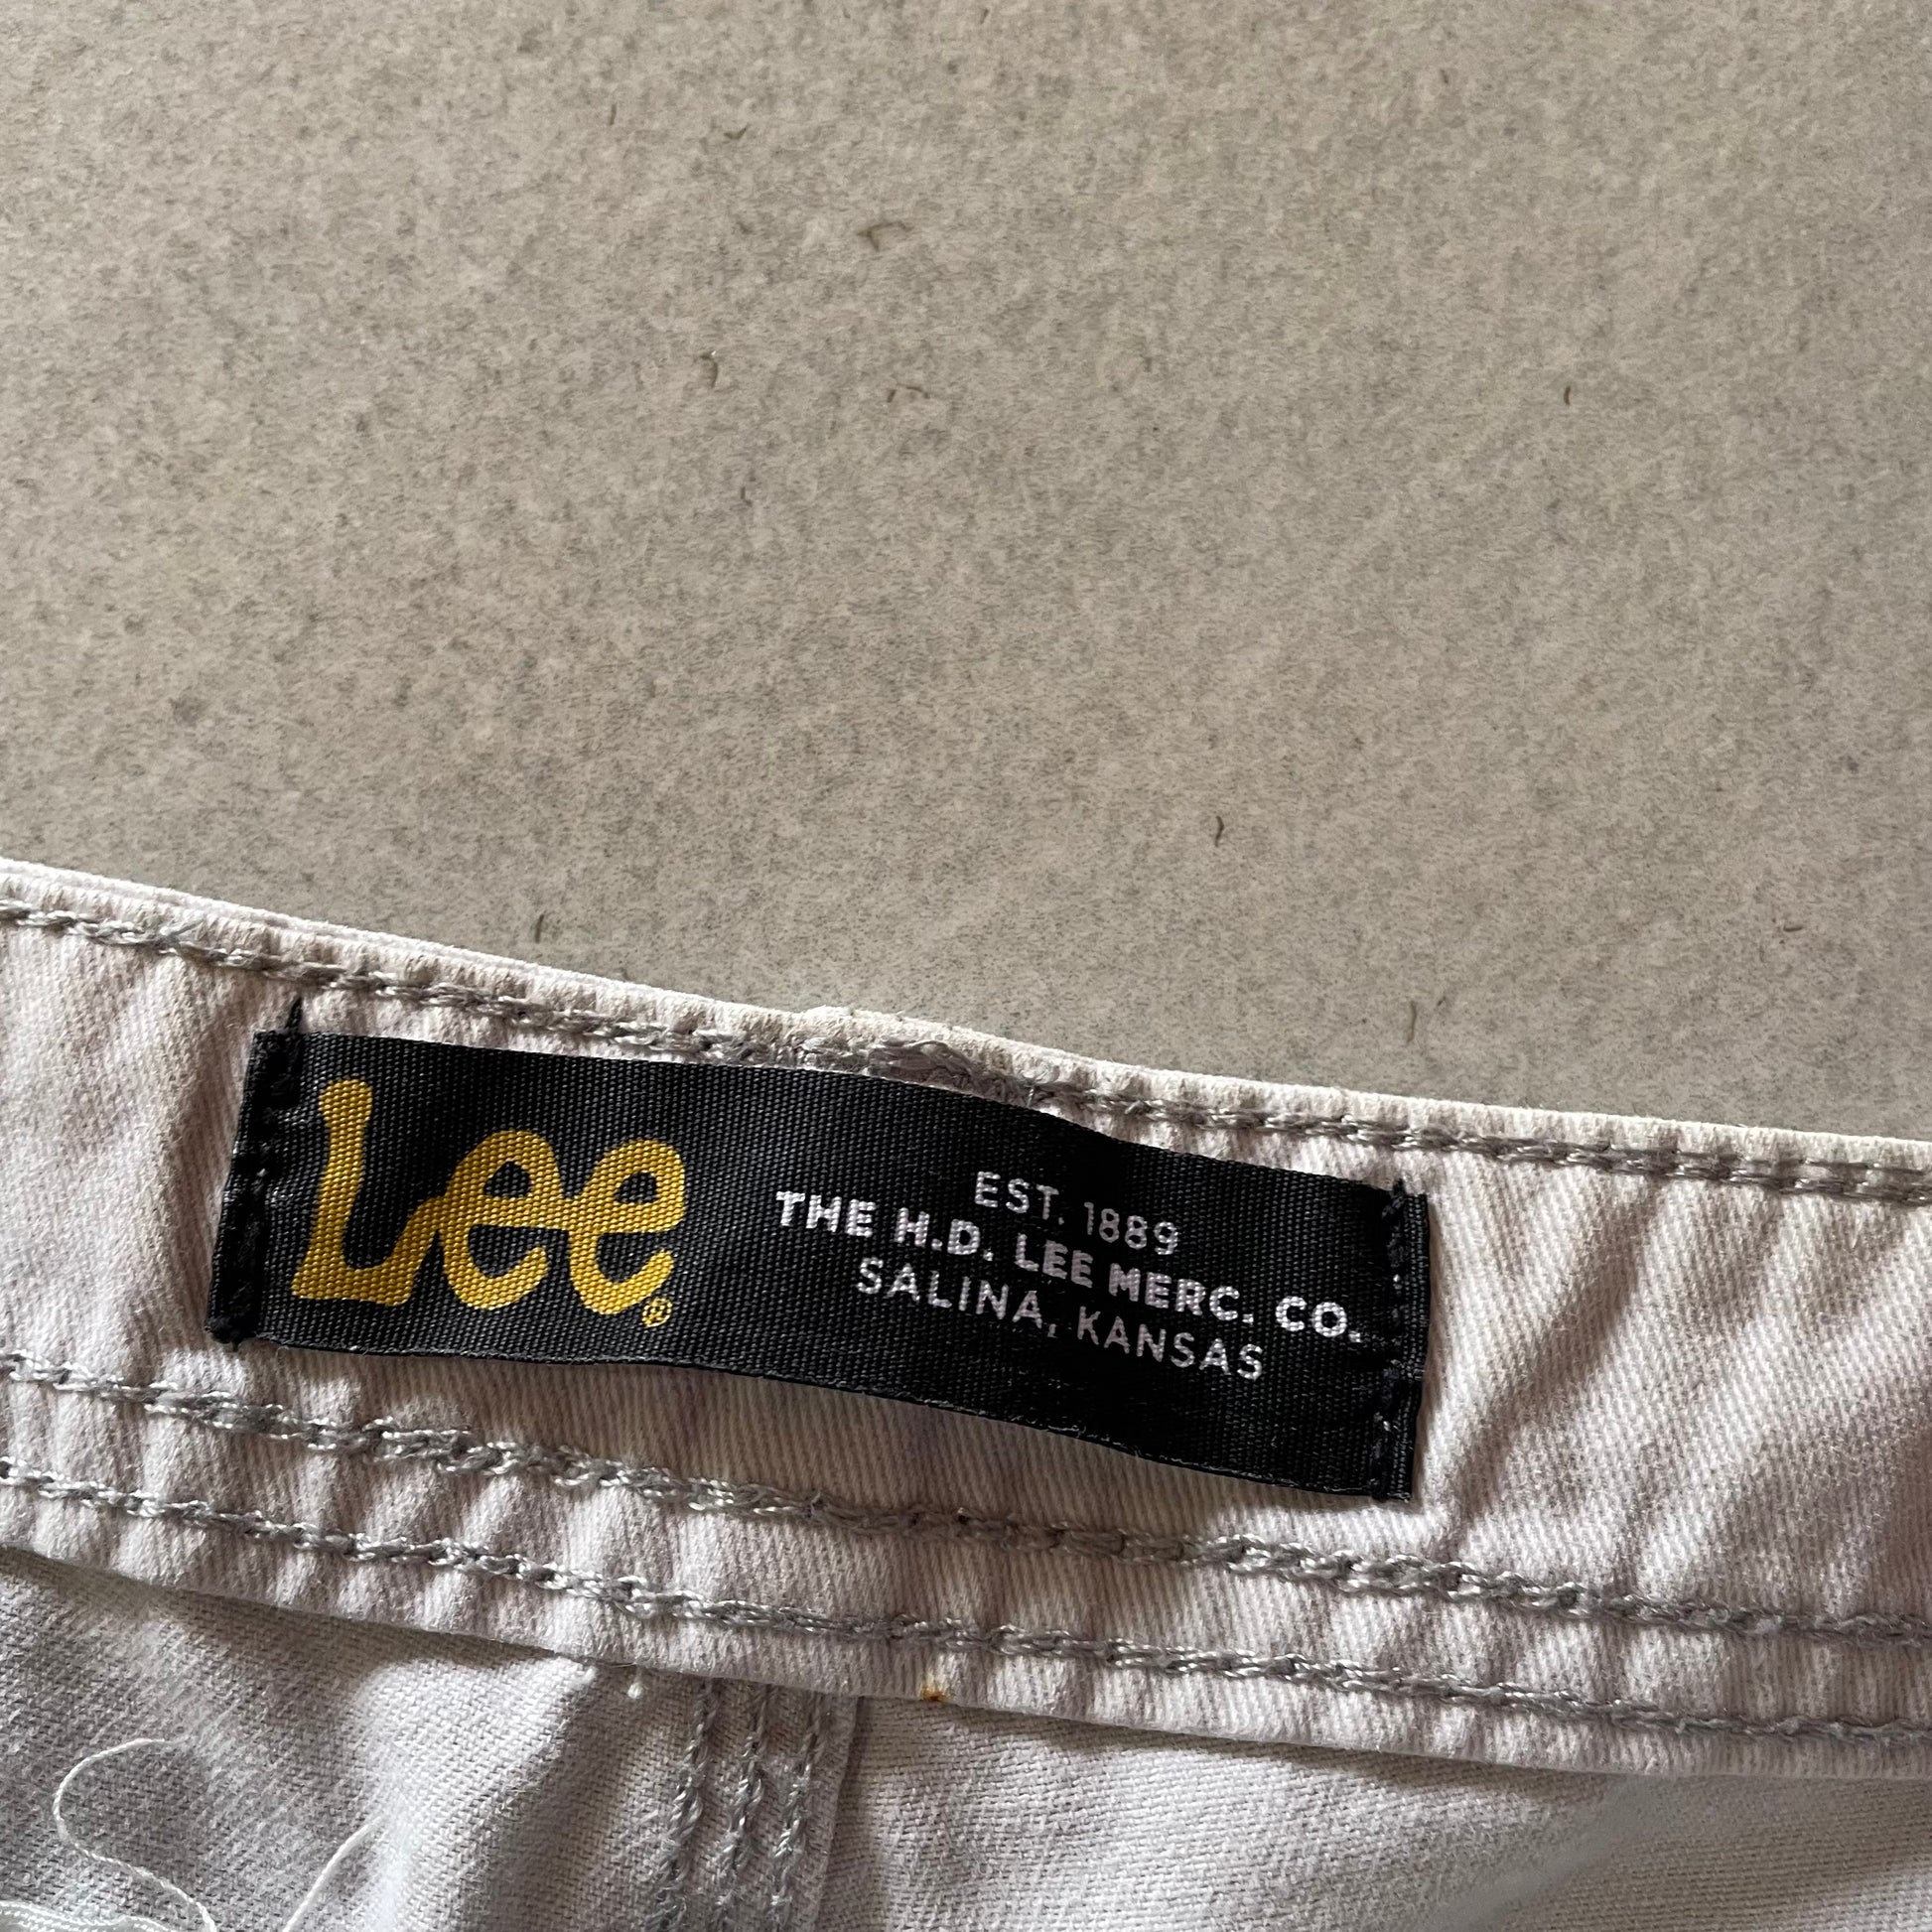 Lee®
EST. 1889
THE H.D. LEE MERC. CO.
SALINA, KANSAS